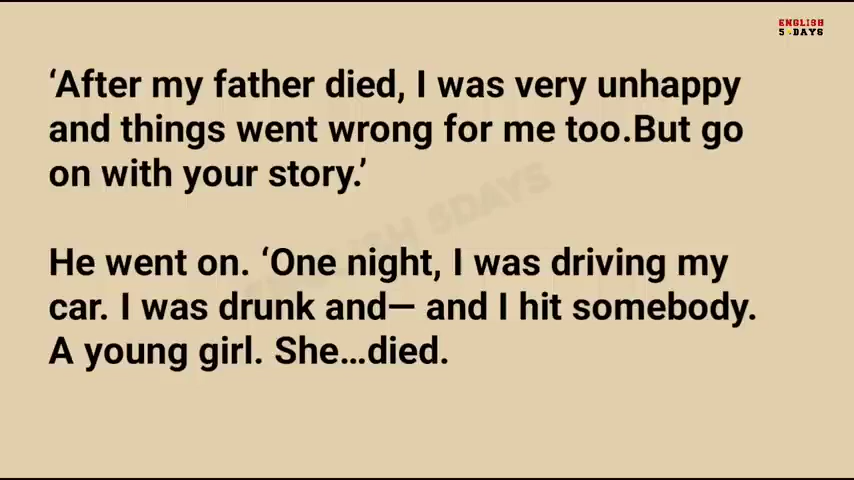 ENGLISH
5 DAYS
‘After my father died, I was very unhappy
and things went wrong for me too.But go
on with your story.’
ENGLISH 5DAYS
He went on. ‘One night, I was driving my
car. I was drunk and— and I hit somebody.
A young girl. She...died.